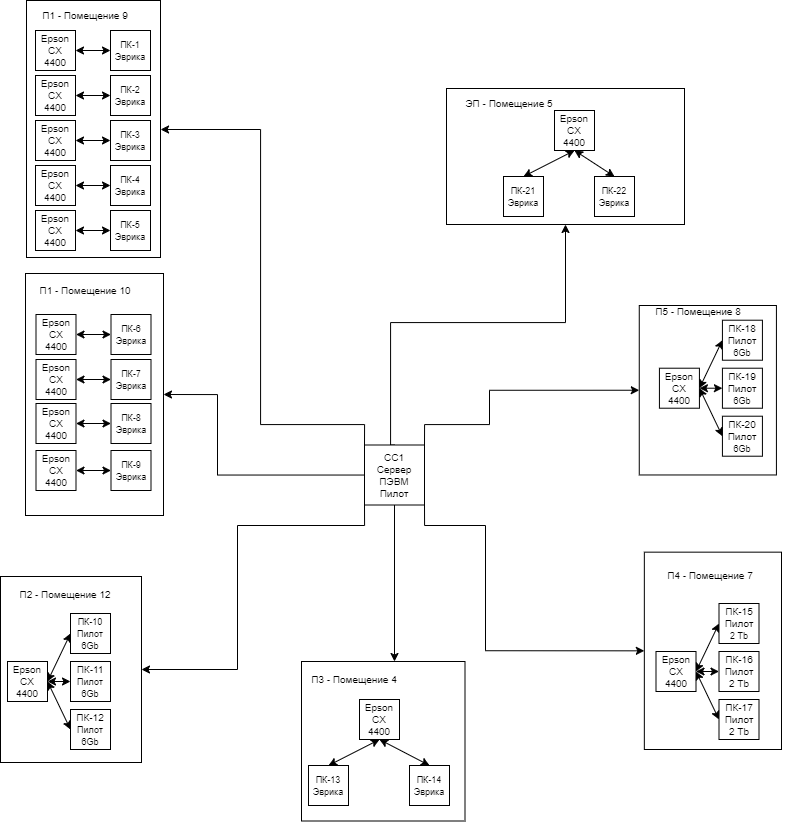 П1 - Помещение 9
Epson
CX
4400
ПК-1
Эврика
Epson
CX
4400
ПК-2
Эврика
Epson
CX
4400
ПК-3
Эврика
Epson
CX
4400
ПК-4
Эврика
Epson
CX
4400
ПК-5
Эврика
ЭП - Помещение 5
Epson
CX
4400
ПК-21
Эврика
ПК-22
Эврика
П1 - Помещение 10
Epson
CX
4400
ПК-6
Эврика
Epson
CX
4400
ПК-7
Эврика
Epson
CX
4400
ПК-8
Эврика
Epson
CX
4400
ПК-9
Эврика
П5 - Помещение 8
ПК-18
Пилот
6Gb
Epson
CX
4400
ПК-19
Пилот
6Gb
ПК-20
Пилот
6Gb
СС1
Сервер
ПЭВМ
Пилот
П2 - Помещение 12
ПК-10
Пилот
6Gb
Epson
CX
4400
ПК-11
Пилот
6Gb
ПК-12
Пилот
6Gb
П3 - Помещение 4
Epson
CX
4400
ПК-13
Эврика
ПК-14
Эврика
П4 - Помещение 7
ПК-15
Пилот
2 Tb
Epson
CX
4400
ПК-16
Пилот
2 Tb
ПК-17
Пилот
2 Tb